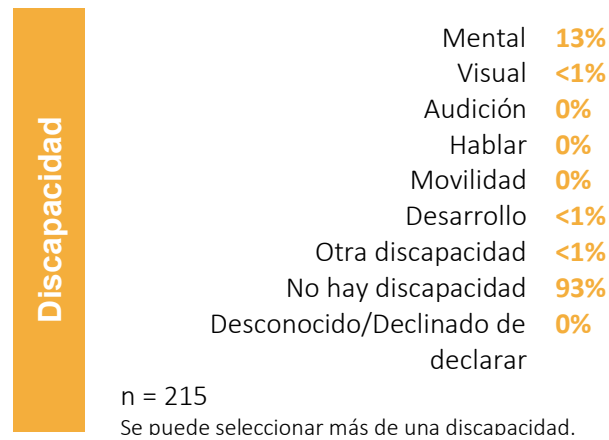 Discapacidad
Mental 13%
Visual <1%
Audición 0%
Hablar 0%
Movilidad 0%
Desarrollo <1%
Otra discapacidad <1%
No hay discapacidad 93%
Desconocido/Declinado de 0%
declarar
n = 215
Se puede seleccionar más de una discapacidad.